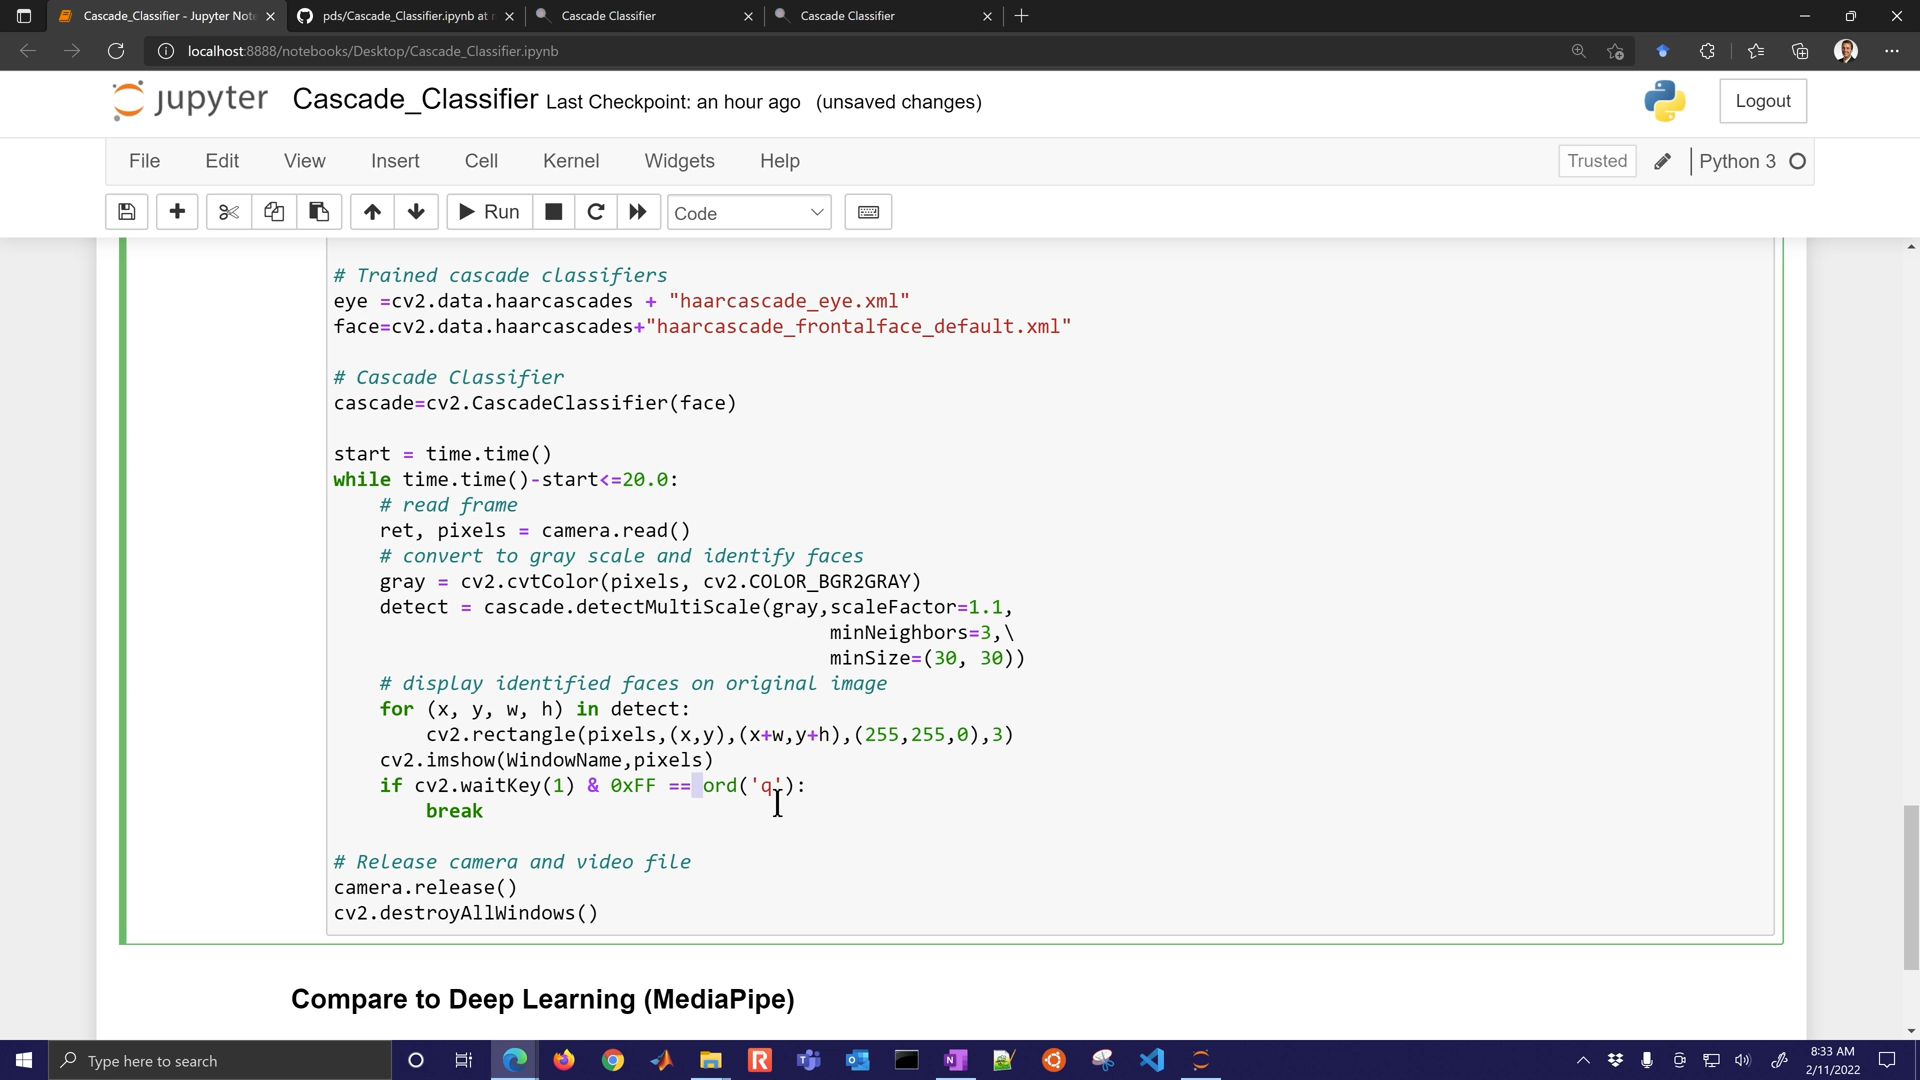 Cascade_Classifier - Jupyter Note
pds/Cascade_Classifier.ipynb at
Cascade Classifier
Cascade Classifier
localhost:8888/notebooks/Desktop/Cascade_Classifier.ipynb
jupyter Cascade_Classifier Last Checkpoint: an hour ago (unsaved changes)
Logout
File Edit View Insert Cell Kernel Widgets Help
Trusted
Python 3
Run
Code
# Trained cascade classifiers
eye =cv2.data.haarcascades + "haarcascade_eye.xml"
face=cv2.data.haarcascades+"haarcascade_frontalface_default.xml"
# Cascade Classifier
cascade=cv2.CascadeClassifier(face)
start = time.time()
while time.time()-start<=20.0:
    # read frame
    ret, pixels = camera.read()
    # convert to gray scale and identify faces
    gray = cv2.cvtColor(pixels, cv2.COLOR_BGR2GRAY)
    detect = cascade.detectMultiScale(gray,scaleFactor=1.1,
                                           minNeighbors=3,\
                                           minSize=(30, 30))
    # display identified faces on original image
    for (x, y, w, h) in detect:
        cv2.rectangle(pixels,(x,y),(x+w,y+h),(255,255,0),3)
    cv2.imshow(WindowName,pixels)
    if cv2.waitKey(1) & 0xFF == ord('q'):
        break
# Release camera and video file
camera.release()
cv2.destroyAllWindows()
Compare to Deep Learning (MediaPipe)
Type here to search
8:33 AM
2/11/2022